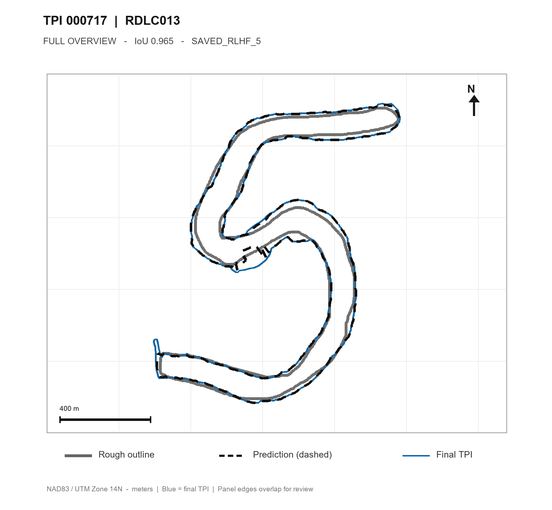 TPI 000717 | RDLC013
FULL OVERVIEW - IoU 0.965 - SAVED_RLHF_5
N
400 m
Rough outline
Prediction (dashed)
Final TPI
NAD83 / UTM Zone 14N - meters | Blue = final TPI | Panel edges overlap for review